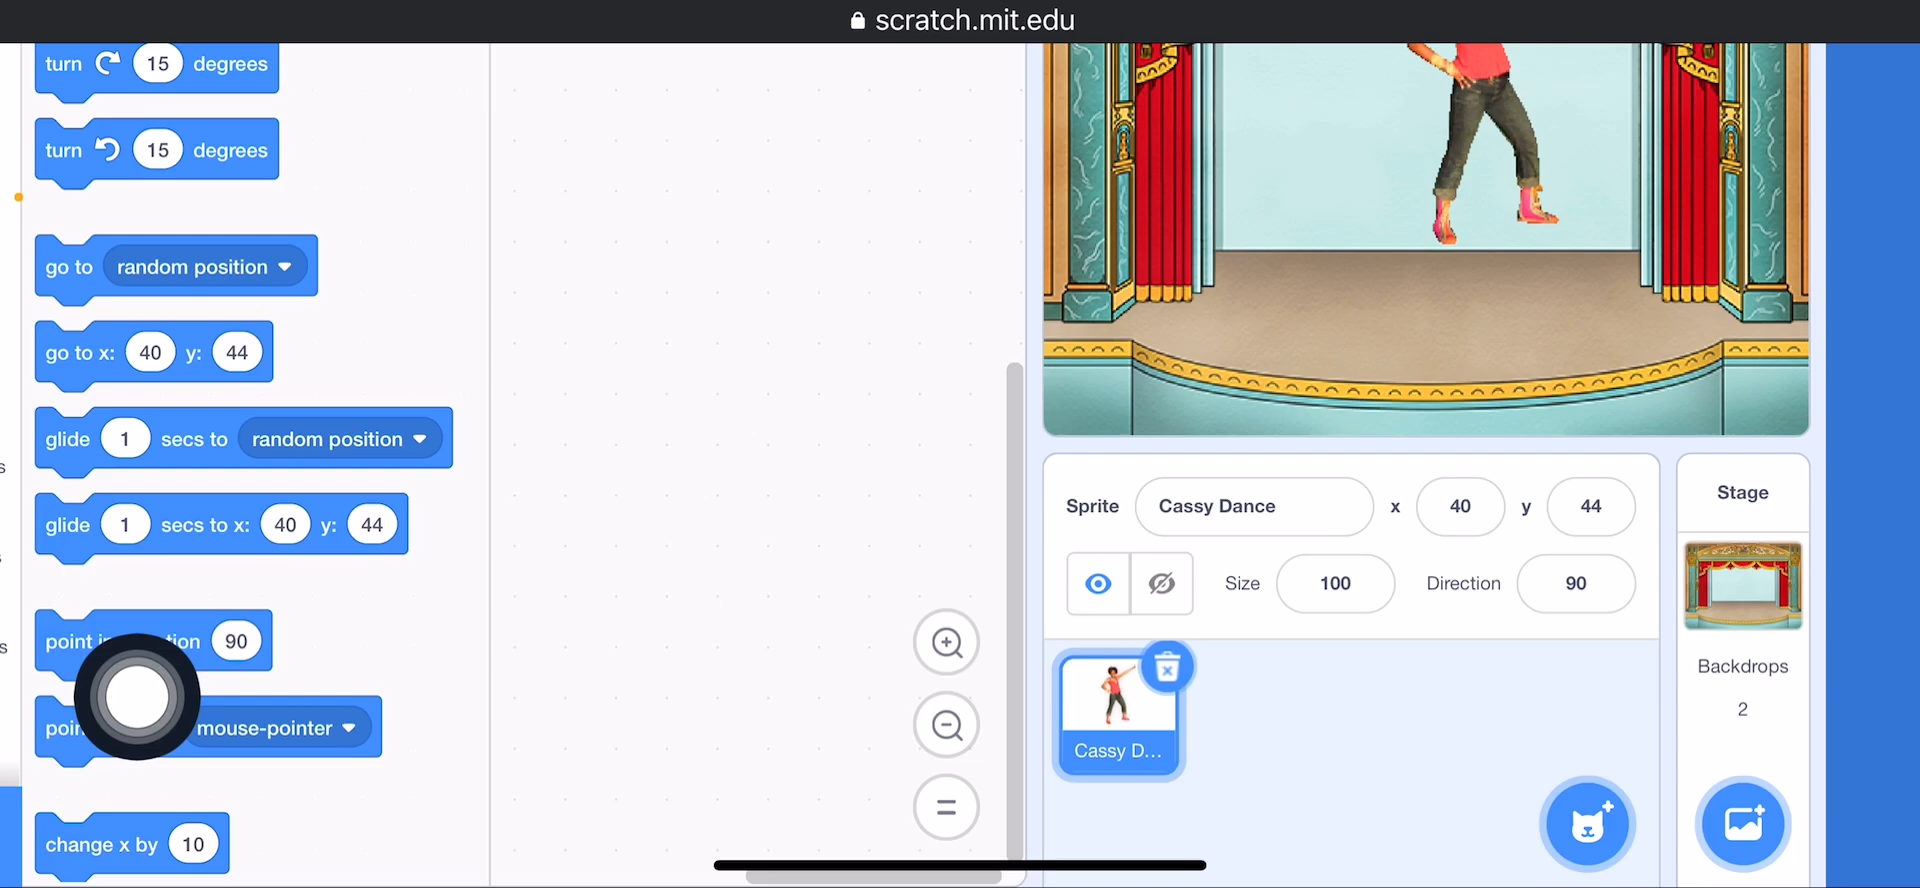 scratch.mit.edu
turn 15 degrees
turn 15 degrees
go to random position
go to x: 40 y: 44
glide 1 secs to random position
glide 1 secs to x: 40 y: 44
point 90
mouse-pointer
change x by 10
Sprite Cassy Dance x 40 y 44
Size 100 Direction 90
Cassy D...
Stage
Backdrops
2